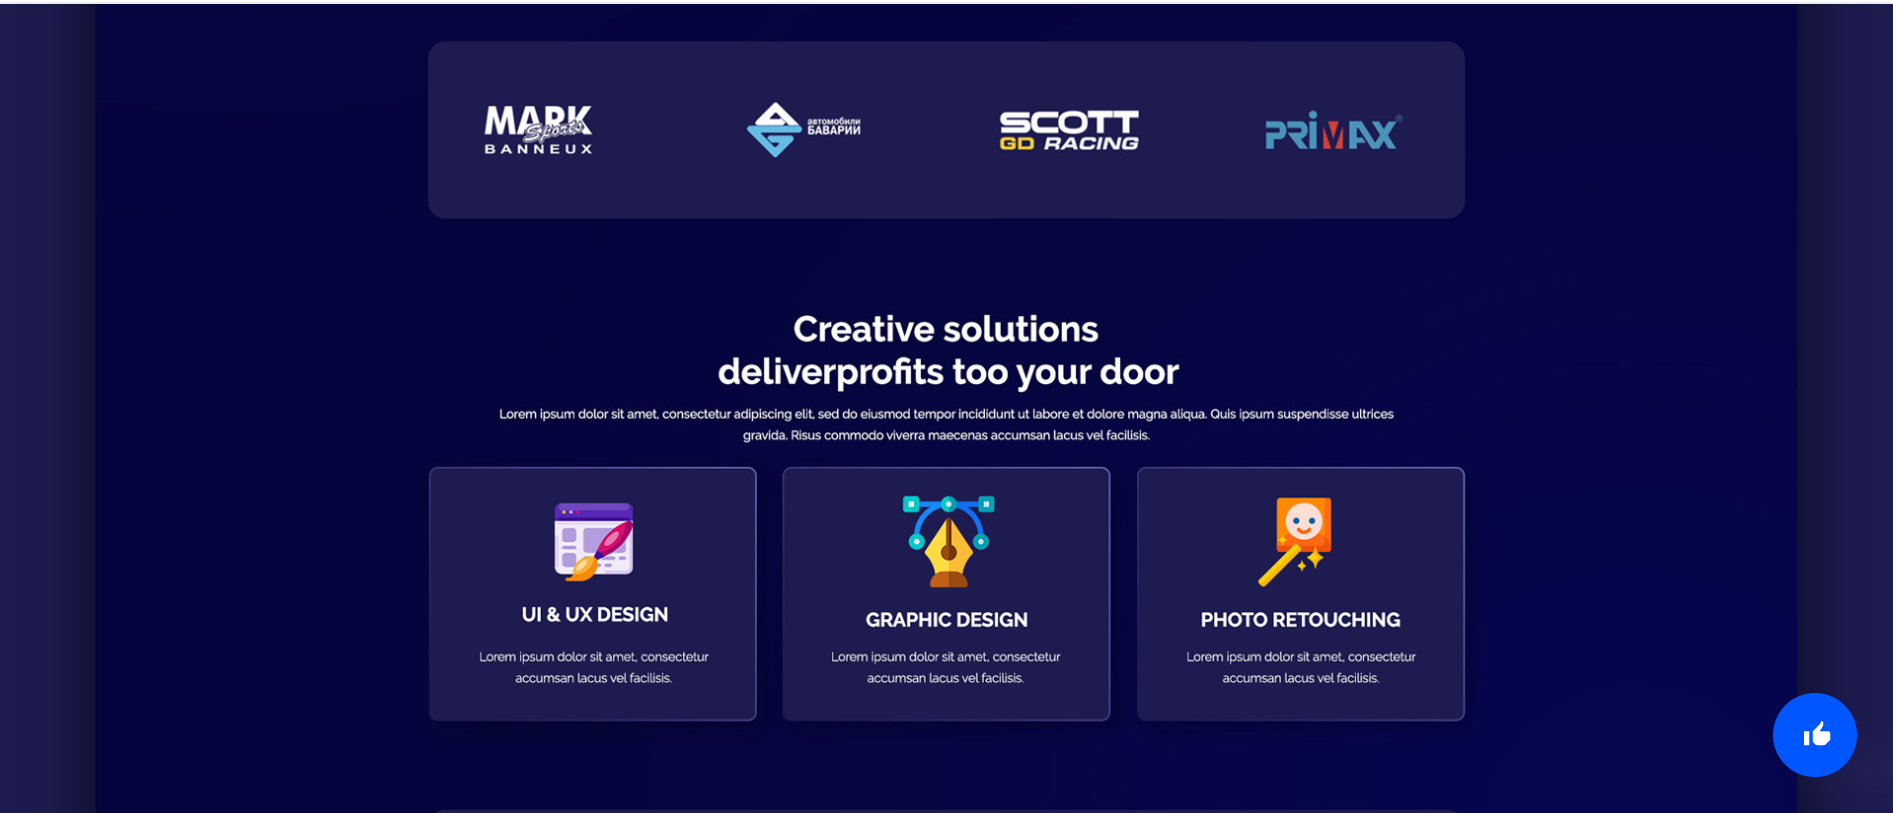 MARK
Sports
BANNEUX
автомобили
БАВАРИИ
SCOTT
GD RACING
PRiMAX®
Creative solutions
deliverprofits too your door
Lorem ipsum dolor sit amet, consectetur adipiscing elit, sed do eiusmod tempor incididunt ut labore et dolore magna aliqua. Quis ipsum suspendisse ultrices
gravida. Risus commodo viverra maecenas accumsan lacus vel facilisis.
UI & UX DESIGN
Lorem ipsum dolor sit amet, consectetur
accumsan lacus vel facilisis.
GRAPHIC DESIGN
Lorem ipsum dolor sit amet, consectetur
accumsan lacus vel facilisis.
PHOTO RETOUCHING
Lorem ipsum dolor sit amet, consectetur
accumsan lacus vel facilisis.